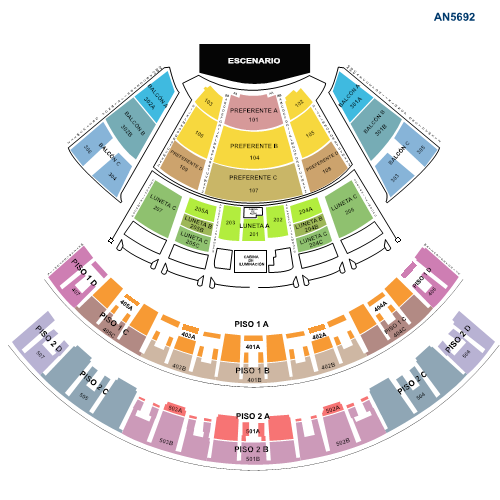 AN5692
ESCENARIO
BALCÓN A
302A
BALCÓN B
302B
BALCÓN C
306
304
BALCÓN A
301A
BALCÓN B
301B
BALCÓN C
305
303
103
PREFERENTE A
101
102
106
PREFERENTE B
104
105
PREFERENTE D
109
PREFERENTE C
107
PREFERENTE D
108
LUNETA C
207
205A
LUNETA B
205B
LUNETA C
205C
203
LUNETA A
201
202
204A
LUNETA B
204B
LUNETA C
204C
LUNETA C
206
CABINA
DE
ILUMINACIÓN
PISO 1 D
407
405A
PISO 1 C
405C
403A
PISO 1 A
401A
402A
404A
PISO 1 C
404C
PISO 1 D
406
402B
PISO 1 B
401B
PISO 2 D
507
PISO 2 C
505
502A
PISO 2 A
501A
502A
503B
PISO 2 B
501B
502B
PISO 2 C
504
PISO 2 D
506